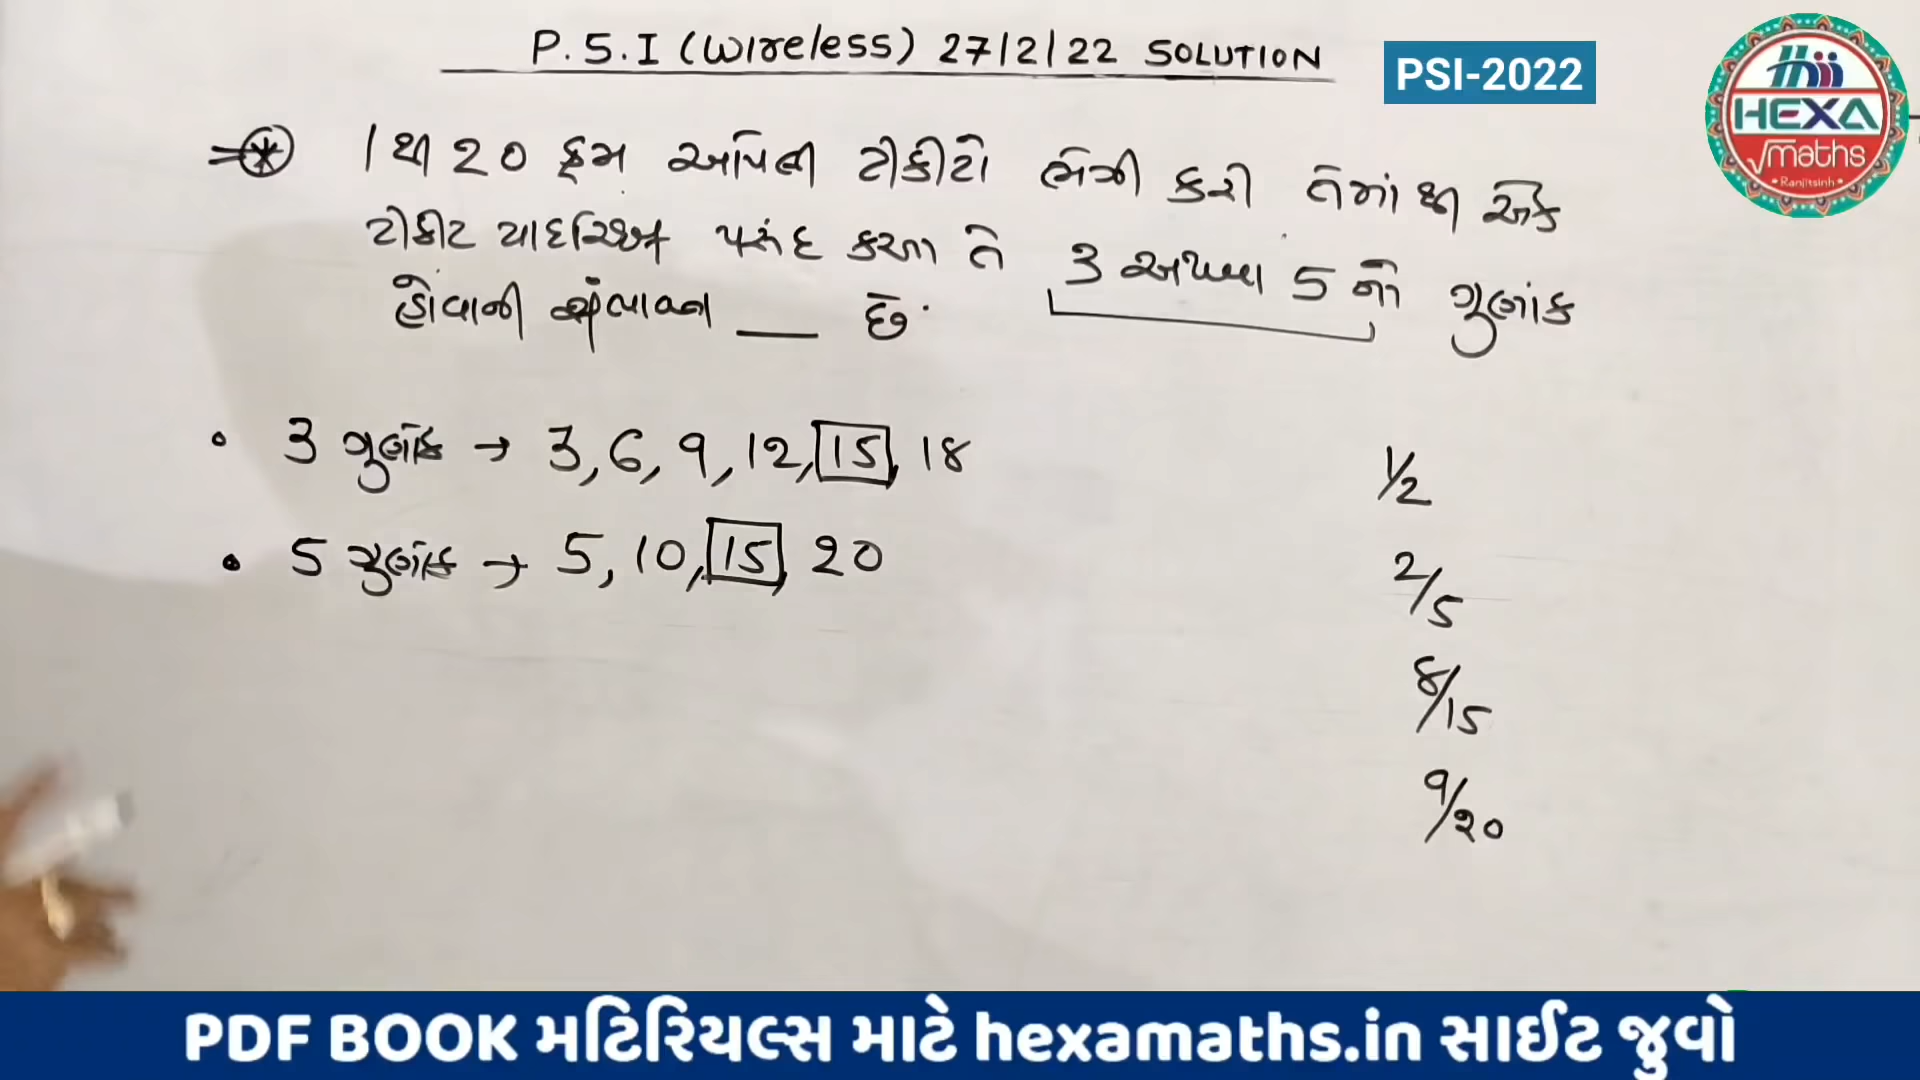 P.S.I (Wireless) 27/2/22 SOLUTION
PSI-2022
HEXA
√maths
Ranjitsinh
1 થી 20 ક્રમ આપેલી ટીકીટો ભેગી કરી તેમાં થી એક
ટીકીટ યાદચ્છિક પસંદ કરતા તે 3 અથવા 5 નો ગુણાંક
હોવાની સંભાવના ___ છે.
• 3 ગુણાંક → 3, 6, 9, 12, 15, 18
• 5 ગુણાંક → 5, 10, 15, 20
1/2
2/5
8/15
9/20
PDF BOOK મટિરિયલ્સ માટે hexamaths.in સાઈટ જુવો